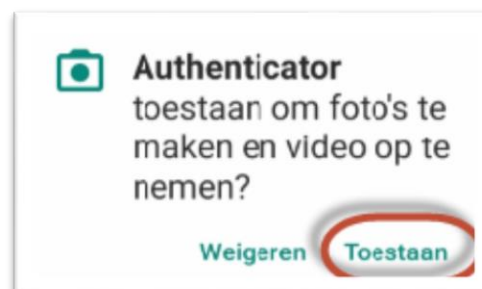 Authenticator
toestaan om foto's te
maken en video op te
nemen?
Weigeren Toestaan